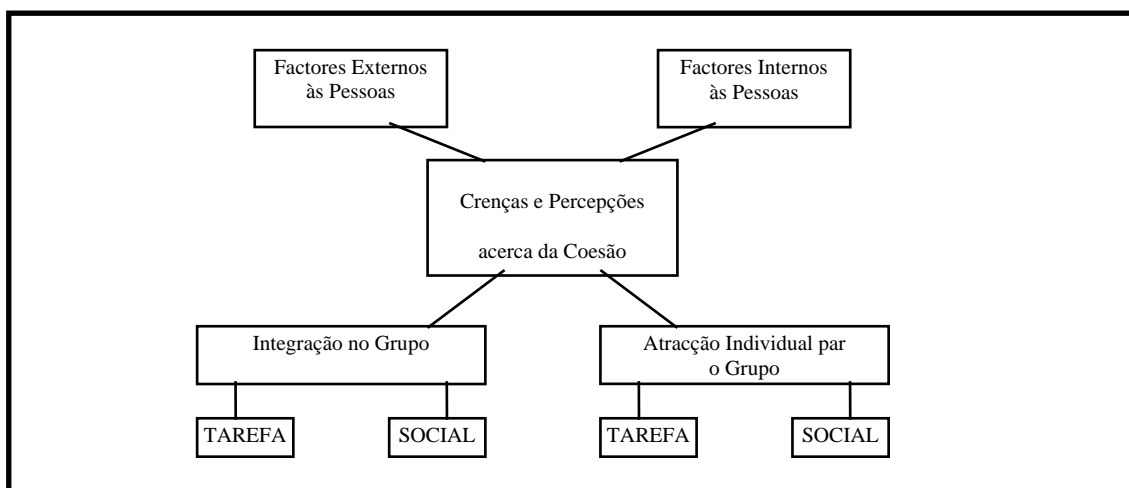 Factores Externos
às Pessoas
Factores Internos
às Pessoas
Crenças e Percepções
acerca da Coesão
Integração no Grupo
Atracção Individual par
o Grupo
TAREFA
SOCIAL
TAREFA
SOCIAL